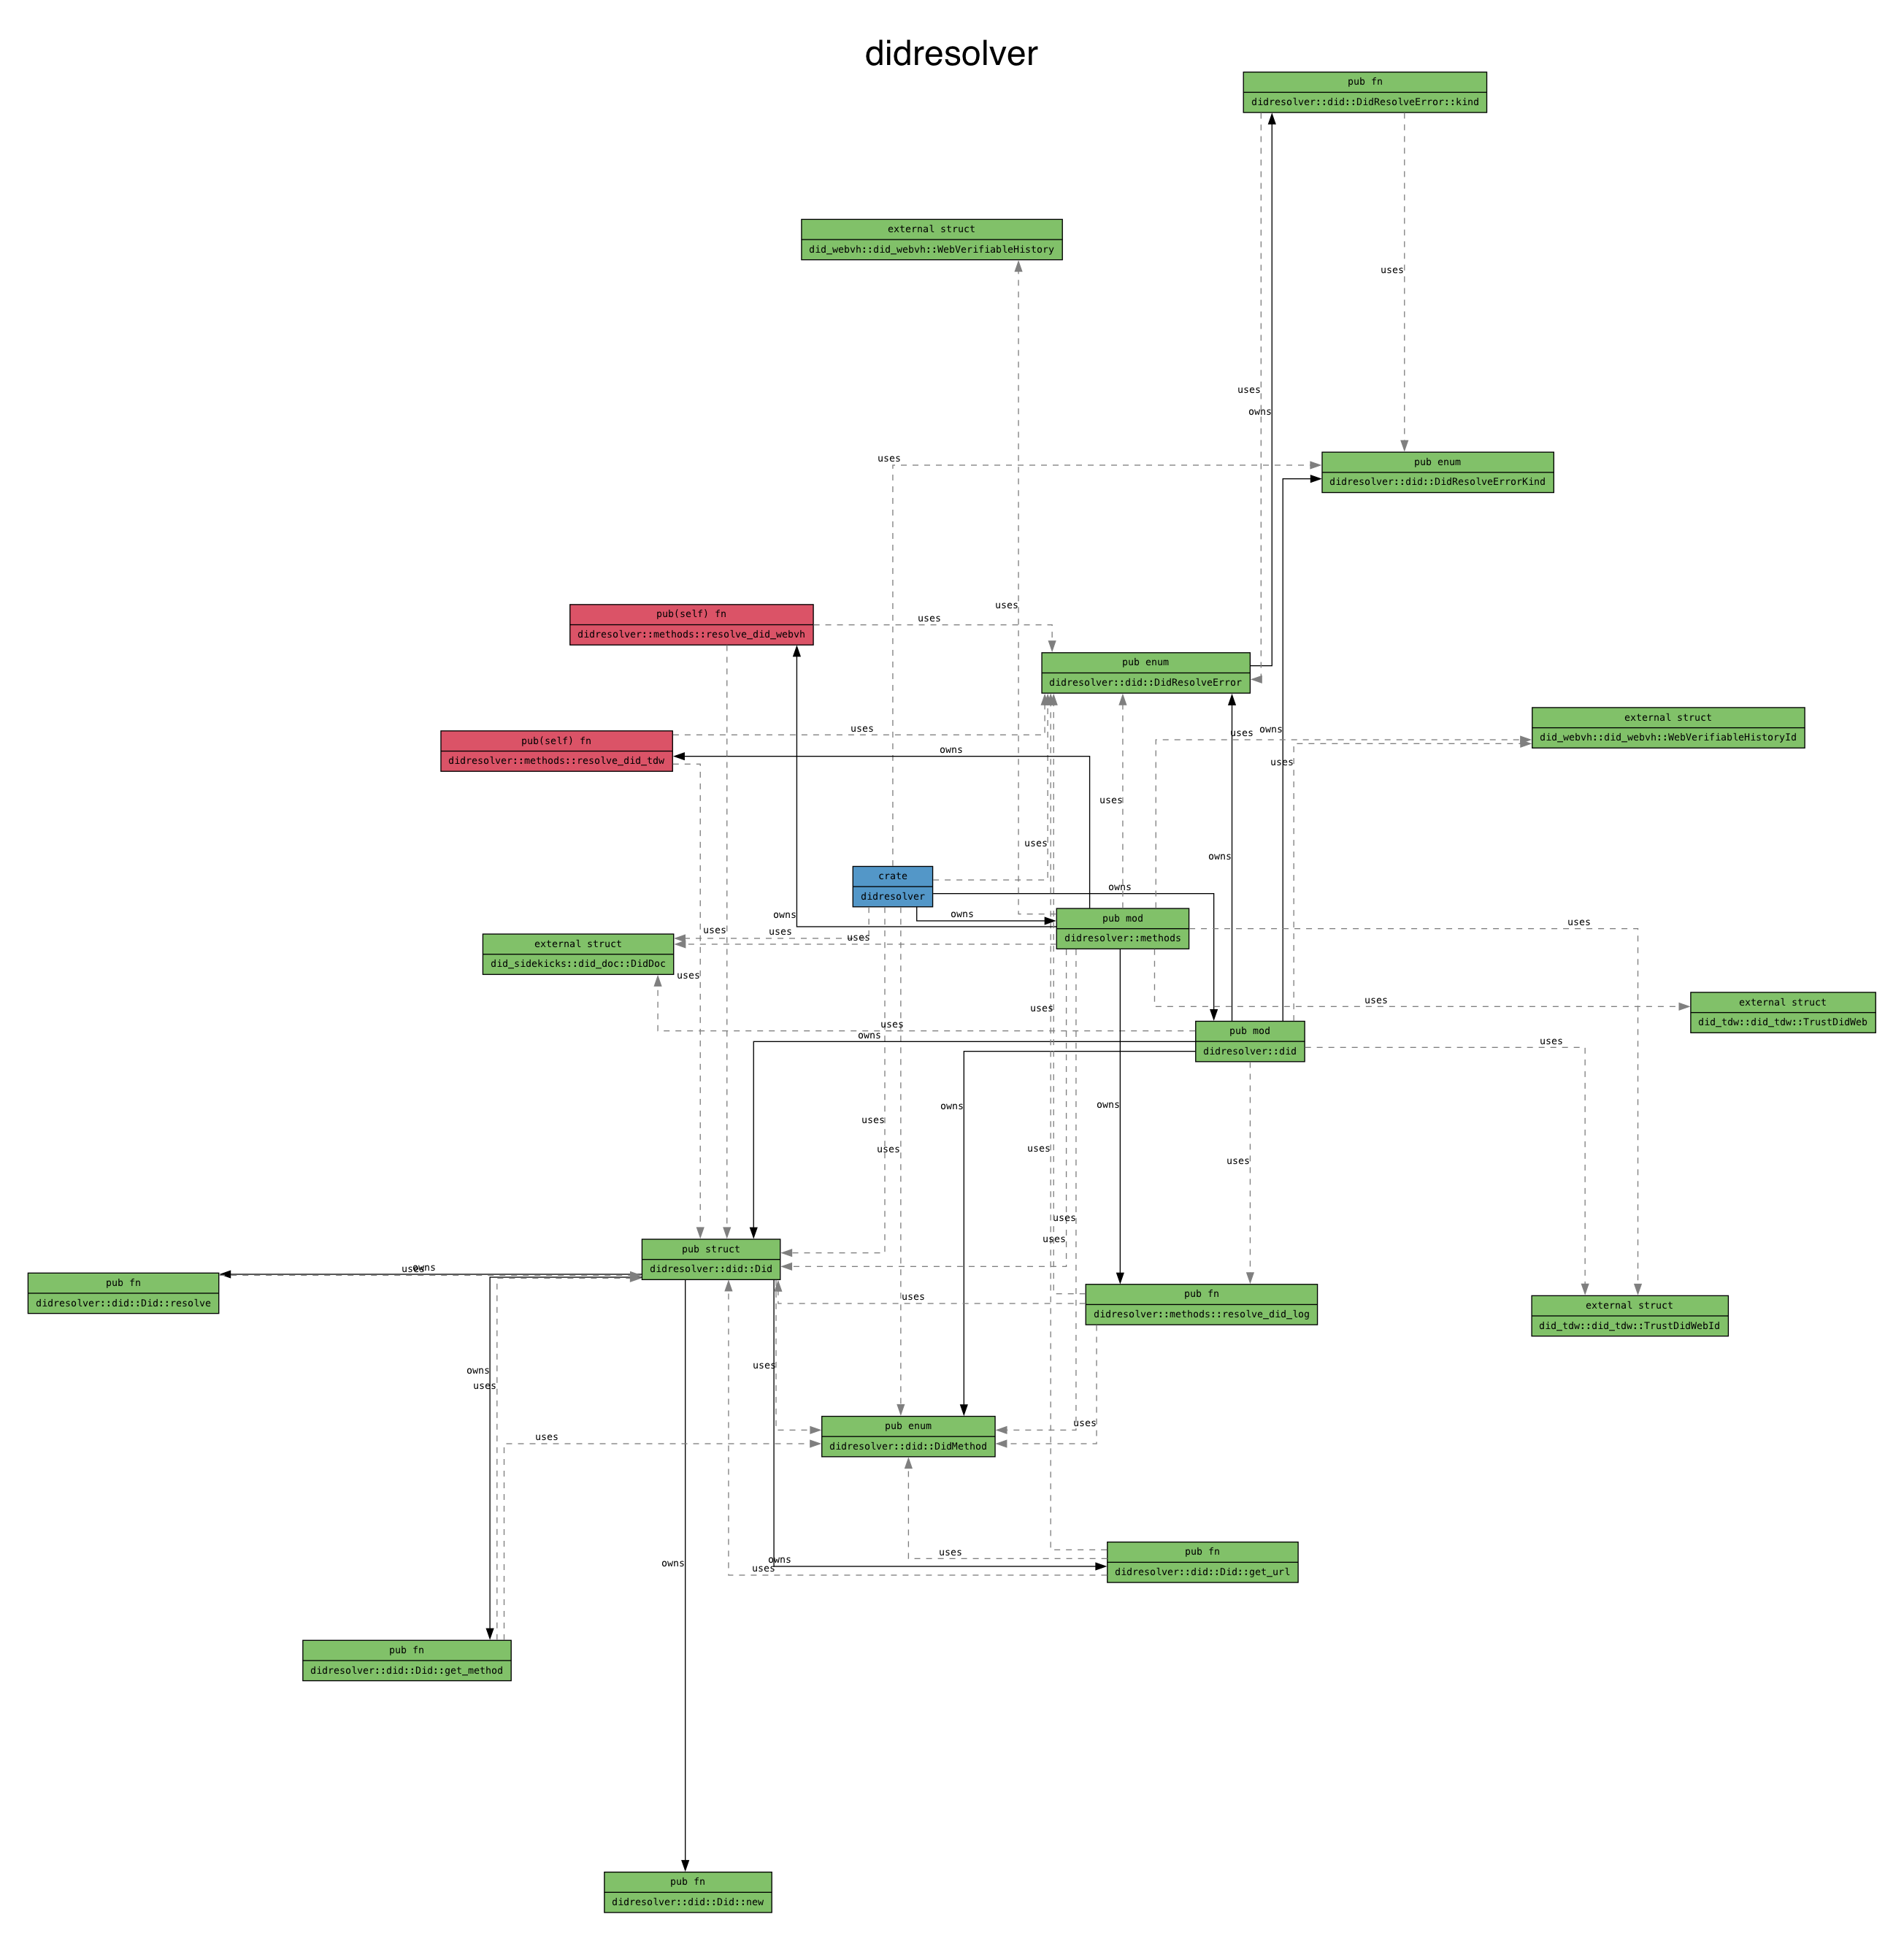 didresolver
pub fn
didresolver::did::DidResolveError::kind
external struct
did_webvh::did_webvh::WebVerifiableHistory
uses
uses
owns
uses
pub enum
didresolver::did::DidResolveErrorKind
pub(self) fn
didresolver::methods::resolve_did_webvh
uses
uses
pub enum
didresolver::did::DidResolveError
external struct
did_webvh::did_webvh::WebVerifiableHistoryId
pub(self) fn
didresolver::methods::resolve_did_tdw
uses
owns
uses
owns
uses
uses
uses
owns
crate
didresolver
owns
owns
owns
pub mod
didresolver::methods
uses
uses
uses
uses
external struct
did_sidekicks::did_doc::DidDoc
uses
external struct
did_tdw::did_tdw::TrustDidWeb
uses
uses
uses
owns
pub mod
didresolver::did
uses
owns
owns
uses
uses
uses
uses
uses
uses
pub struct
didresolver::did::Did
pub fn
didresolver::did::Did::resolve
uses
owns
uses
pub fn
didresolver::methods::resolve_did_log
external struct
did_tdw::did_tdw::TrustDidWebId
owns
uses
uses
uses
pub enum
didresolver::did::DidMethod
uses
owns
owns
uses
uses
pub fn
didresolver::did::Did::get_url
pub fn
didresolver::did::Did::get_method
pub fn
didresolver::did::Did::new